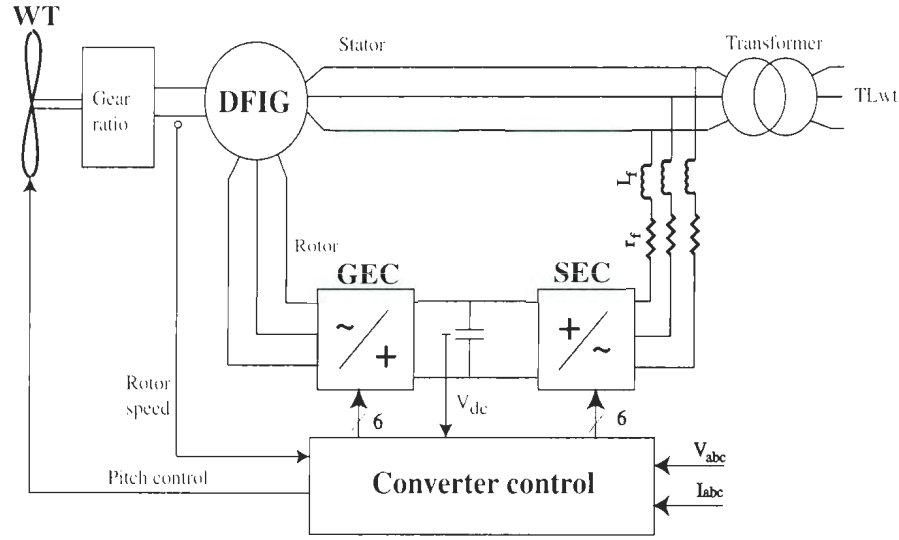 WT
Stator
Transformer
DFIG
Gear
ratio
TLwt
Lf
rf
Rotor
GEC
SEC
~
+
+
~
Rotor
speed
Vdc
6
6
Pitch control
Converter control
Vabc
Iabc